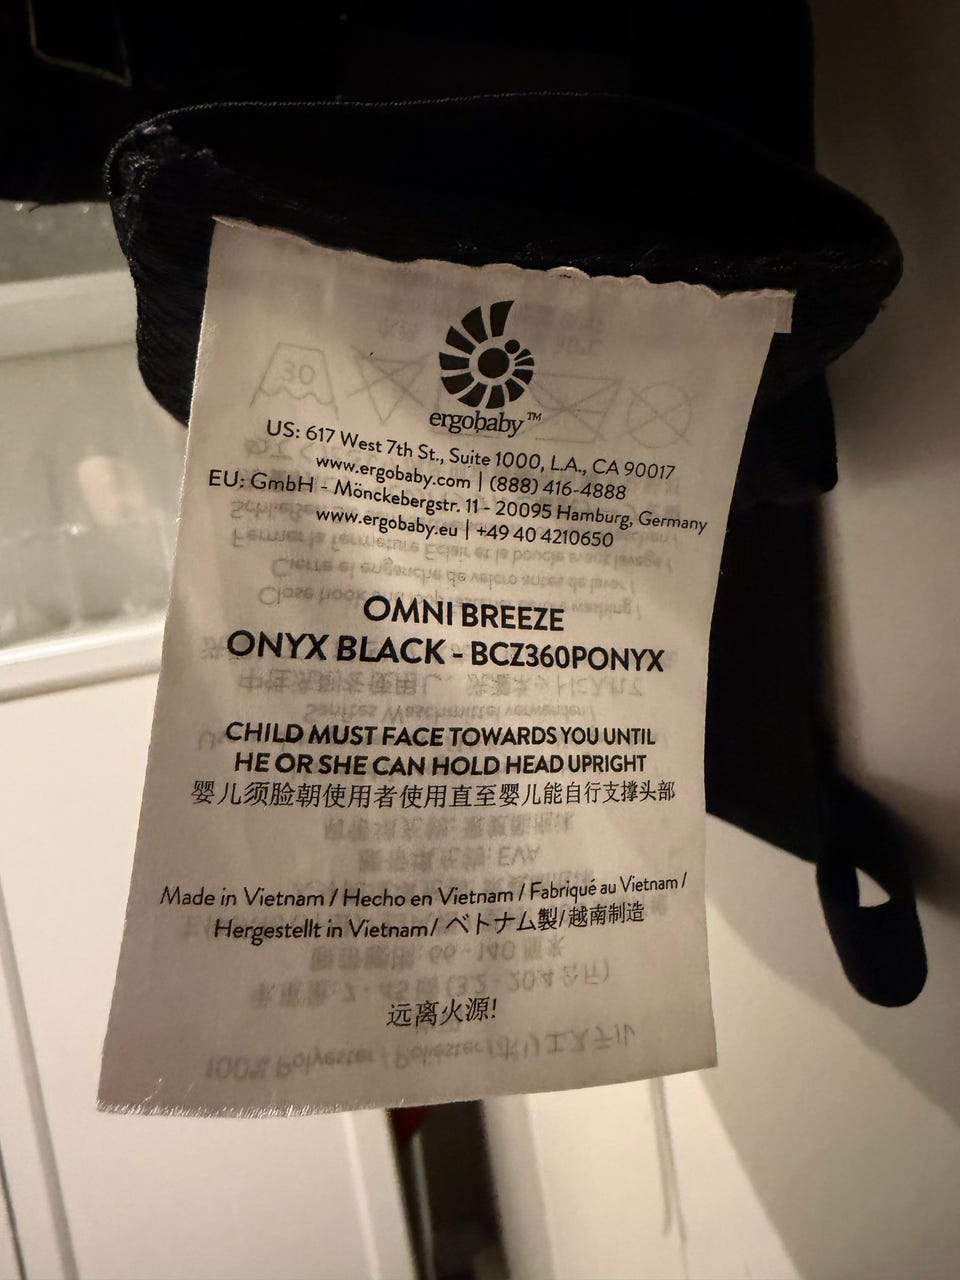 ergobaby™
US: 617 West 7th St., Suite 1000, L.A., CA 90017
www.ergobaby.com | (888) 416-4888
EU: GmbH - Mönckebergstr. 11 - 20095 Hamburg, Germany
www.ergobaby.eu | +49 40 4210650
OMNI BREEZE
ONYX BLACK - BCZ360PONYX
CHILD MUST FACE TOWARDS YOU UNTIL
HE OR SHE CAN HOLD HEAD UPRIGHT
婴儿须脸朝使用者使用直至婴儿能自行支撑头部
Made in Vietnam / Hecho en Vietnam / Fabriqué au Vietnam /
Hergestellt in Vietnam / ベトナム製/越南制造
远离火源!